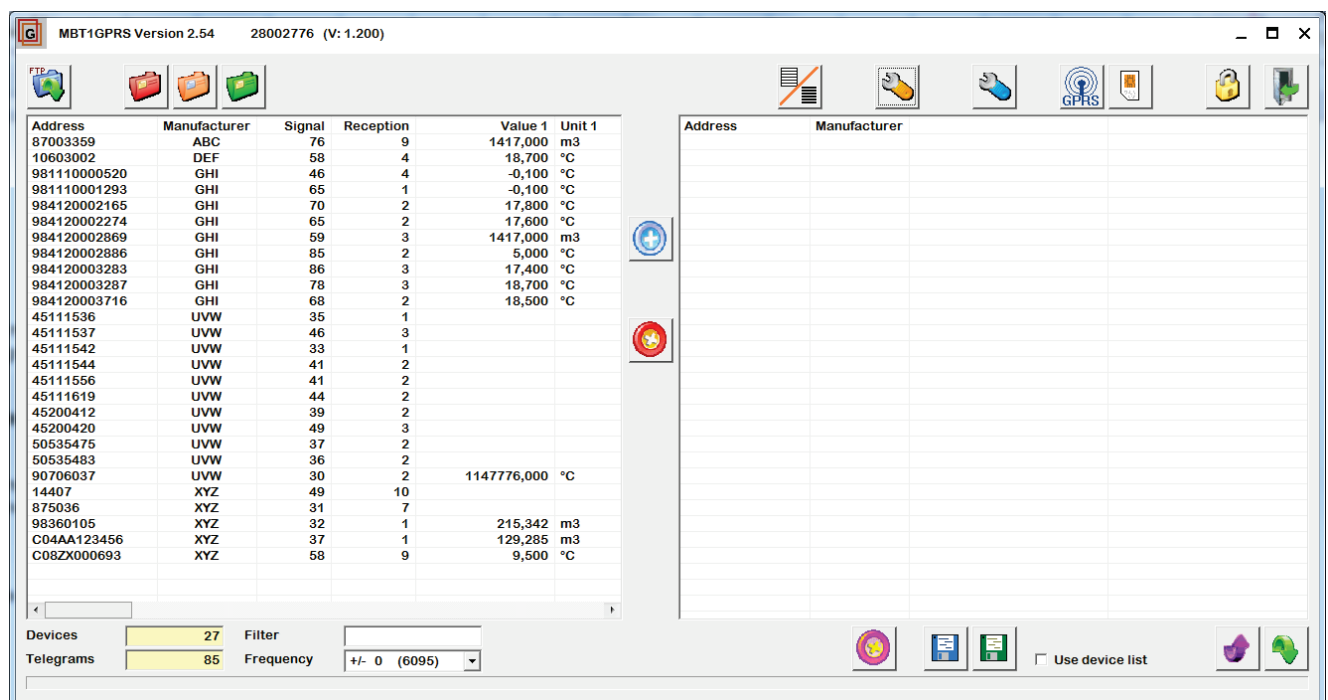 G MBT1GPRS Version 2.54 28002776 (V: 1.200)
FTP
GPRS
Address Manufacturer Signal Reception Value 1 Unit 1
87003359 ABC 76 9 1417,000 m3
10603002 DEF 58 4 18,700 °C
981110000520 GHI 46 4 -0,100 °C
981110001293 GHI 65 1 -0,100 °C
984120002165 GHI 70 2 17,800 °C
984120002274 GHI 65 2 17,600 °C
984120002869 GHI 59 3 1417,000 m3
984120002886 GHI 85 2 5,000 °C
984120003283 GHI 86 3 17,400 °C
984120003287 GHI 78 3 18,700 °C
984120003716 GHI 68 2 18,500 °C
45111536 UVW 35 1
45111537 UVW 46 3
45111542 UVW 33 1
45111544 UVW 41 2
45111556 UVW 41 2
45111619 UVW 44 2
45200412 UVW 39 2
45200420 UVW 49 3
50535475 UVW 37 2
50535483 UVW 36 2
90706037 UVW 30 2 1147776,000 °C
14407 XYZ 49 10
875036 XYZ 31 7
98360105 XYZ 32 1 215,342 m3
C04AA123456 XYZ 37 1 129,285 m3
C08ZX000693 XYZ 58 9 9,500 °C
Address Manufacturer
Devices 27 Filter
Telegrams 85 Frequency +/- 0 (6095)
Use device list